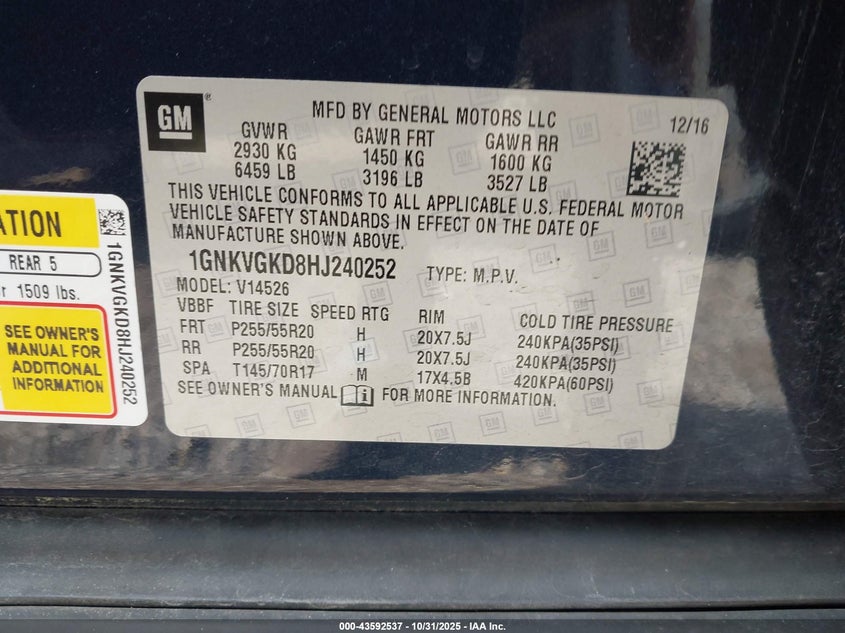 GM®
MFD BY GENERAL MOTORS LLC
12/16
GVWR GAWR FRT GAWR RR
2930 KG 1450 KG 1600 KG
6459 LB 3196 LB 3527 LB
THIS VEHICLE CONFORMS TO ALL APPLICABLE U.S. FEDERAL MOTOR
VEHICLE SAFETY STANDARDS IN EFFECT ON THE DATE OF
MANUFACTURE SHOWN ABOVE.
1GNKVGKD8HJ240252 TYPE: M.P.V.
MODEL: V14526
VBBF TIRE SIZE SPEED RTG RIM COLD TIRE PRESSURE
FRT P255/55R20 H 20X7.5J 240KPA(35PSI)
RR P255/55R20 H 20X7.5J 240KPA(35PSI)
SPA T145/70R17 M 17X4.5B 420KPA(60PSI)
SEE OWNER'S MANUAL FOR MORE INFORMATION.
ATION
REAR 5
r 1509 lbs.
SEE OWNER'S
MANUAL FOR
ADDITIONAL
INFORMATION
1GNKVGKD8HJ240252
000-43592537 - 10/31/2025 - IAA Inc.